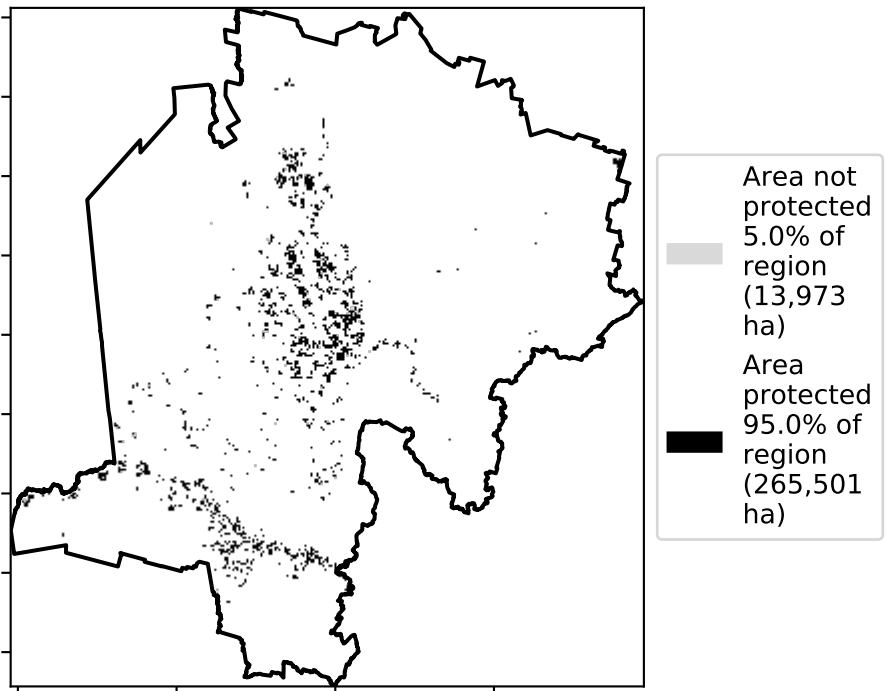 Area not
protected
5.0% of
region
(13,973
ha)
Area
protected
95.0% of
region
(265,501
ha)